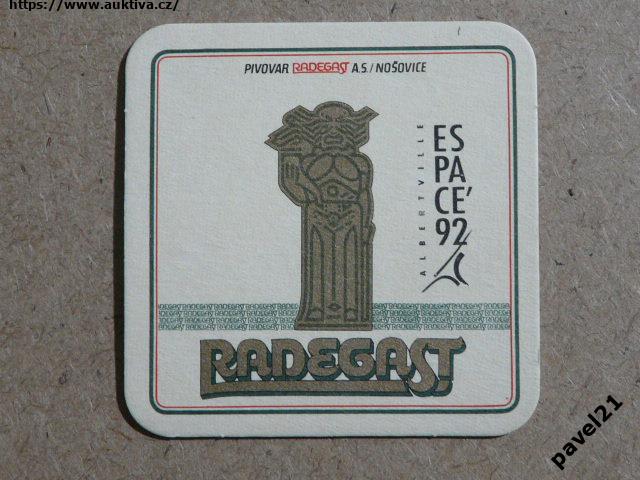 https://www.auktiva.cz/
PIVOVAR RADEGAST A.S./NOŠOVICE
ALBERTVILLE
ES
PA
CE'
92
RADEGAST
pavel21